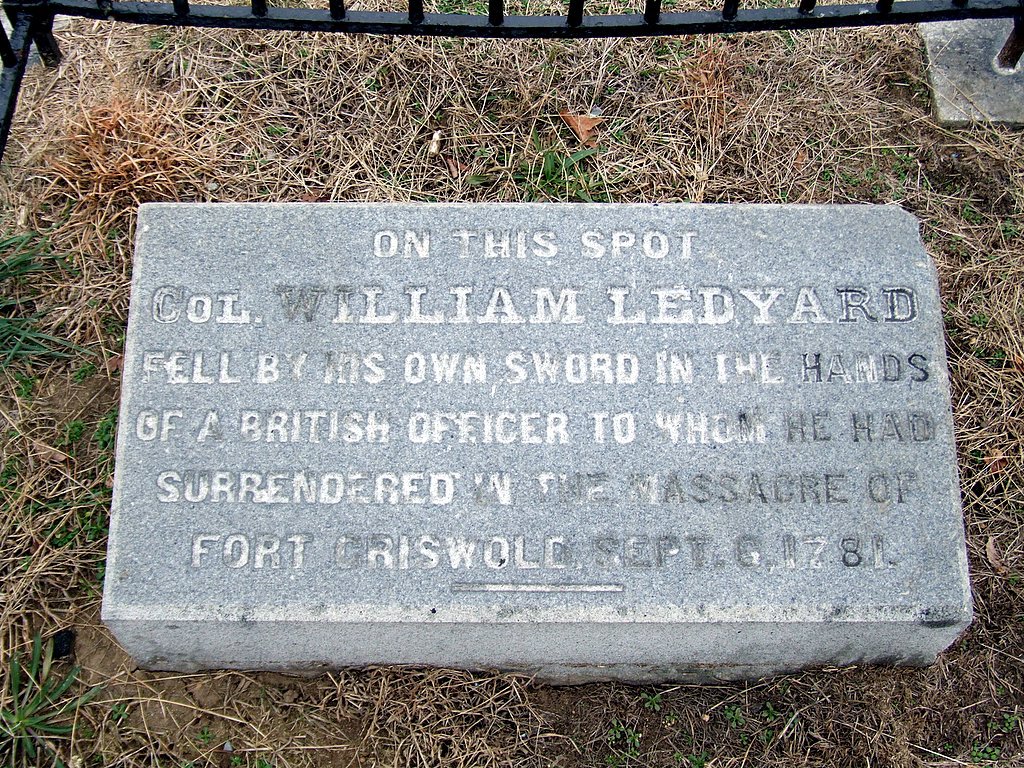 ON THIS SPOT
COL. WILLIAM LEDYARD
FELL BY HIS OWN SWORD IN THE HANDS
OF A BRITISH OFFICER TO WHOM HE HAD
SURRENDERED IN THE MASSACRE OF
FORT GRISWOLD, SEPT. 6, 1781.